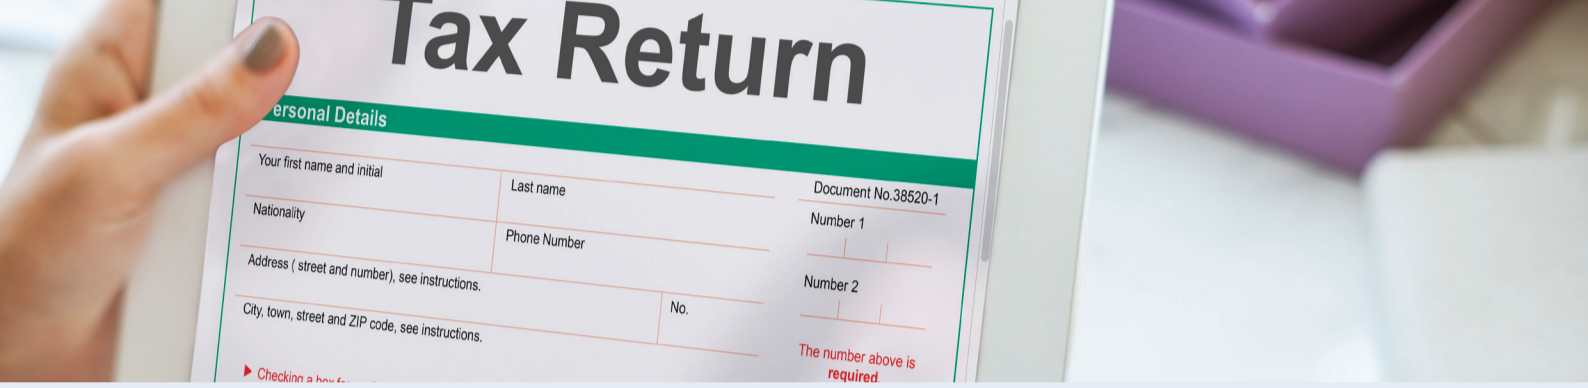 Tax Return
ersonal Details
Your first name and initial
Last name
Document No.38520-1
Number 1
Nationality
Phone Number
Address ( street and number), see instructions.
No.
Number 2
City, town, street and ZIP code, see instructions.
The number above is
required.
Checking a box